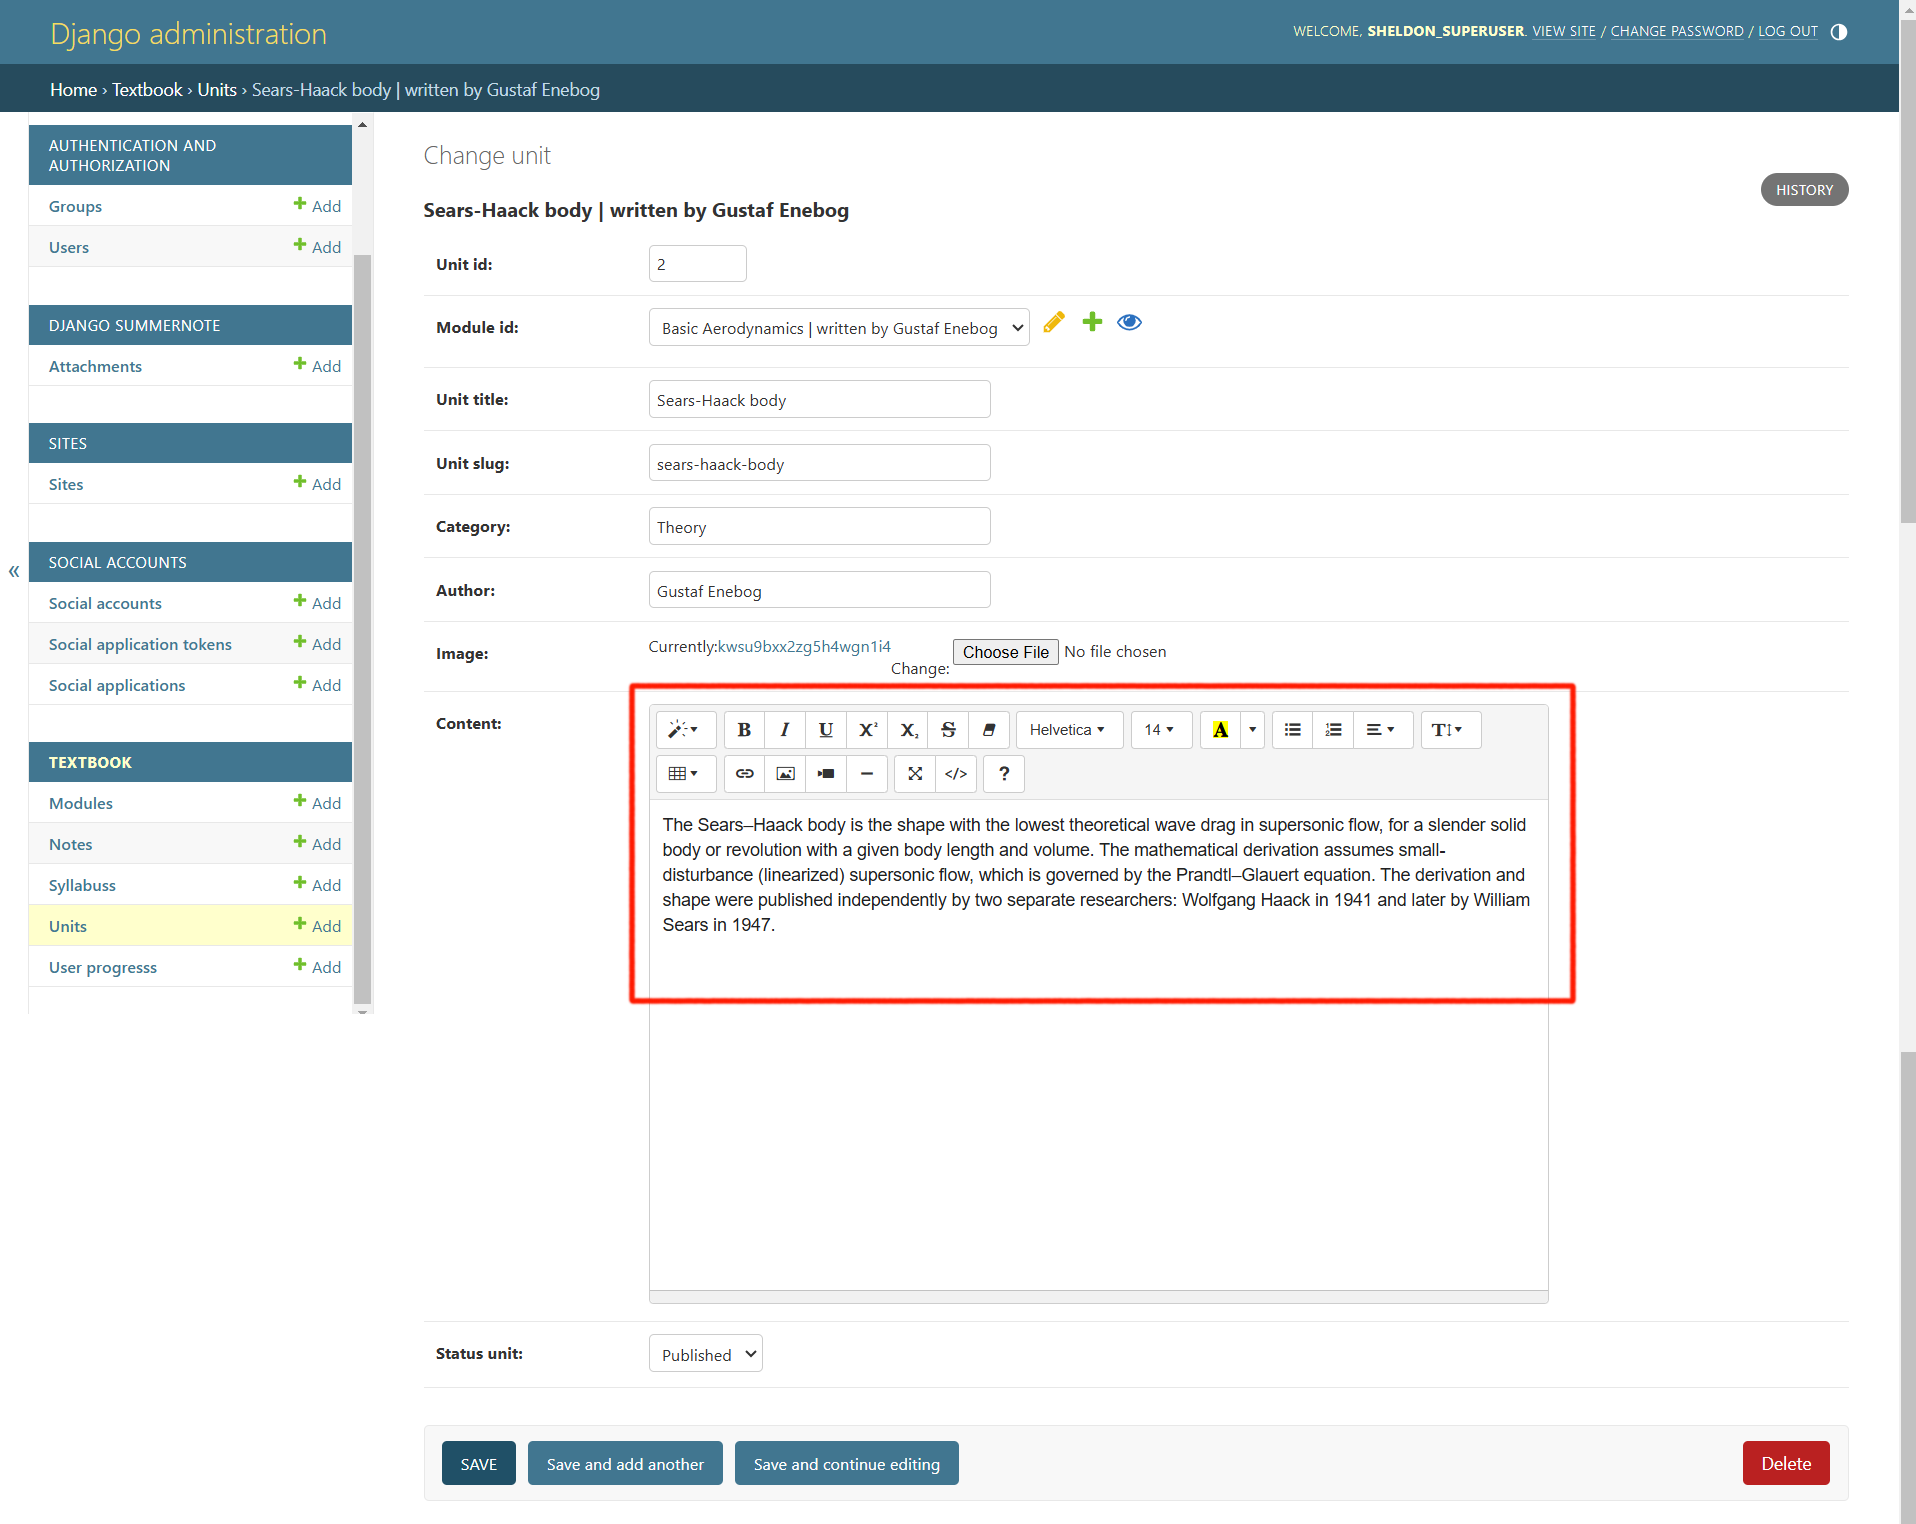 Django administration
WELCOME, SHELDON_SUPERUSER. VIEW SITE / CHANGE PASSWORD / LOG OUT
Home › Textbook › Units › Sears-Haack body | written by Gustaf Enebog
AUTHENTICATION AND
AUTHORIZATION
Groups Add
Users Add
DJANGO SUMMERNOTE
Attachments Add
SITES
Sites Add
SOCIAL ACCOUNTS
Social accounts Add
Social application tokens Add
Social applications Add
TEXTBOOK
Modules Add
Notes Add
Syllabuss Add
Units Add
User progresss Add
«
Change unit
HISTORY
Sears-Haack body | written by Gustaf Enebog
Unit id: 2
Module id: Basic Aerodynamics | written by Gustaf Enebog
Unit title: Sears-Haack body
Unit slug: sears-haack-body
Category: Theory
Author: Gustaf Enebog
Image: Currently:kwsu9bxx2zg5h4wgn1i4
Change: Choose File No file chosen
Content:
B I U X² X₂ S Helvetica 14 A T
</> ?
The Sears–Haack body is the shape with the lowest theoretical wave drag in supersonic flow, for a slender solid
body or revolution with a given body length and volume. The mathematical derivation assumes small-
disturbance (linearized) supersonic flow, which is governed by the Prandtl–Glauert equation. The derivation and
shape were published independently by two separate researchers: Wolfgang Haack in 1941 and later by William
Sears in 1947.
Status unit: Published
SAVE Save and add another Save and continue editing Delete